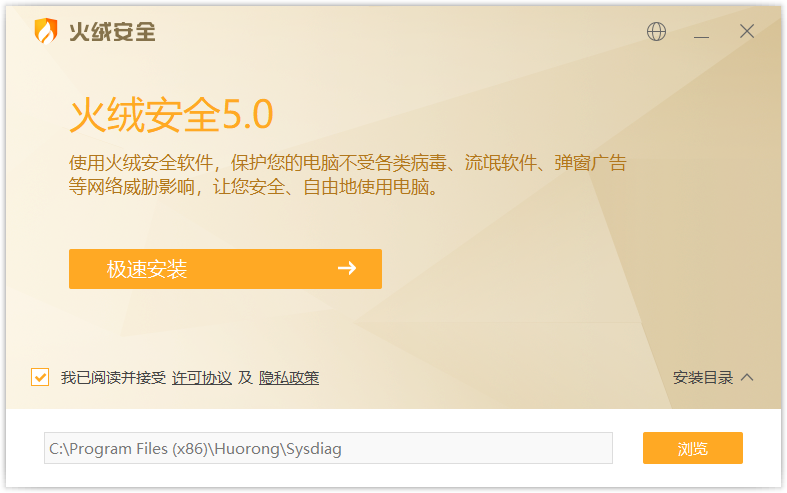 火绒安全
火绒安全5.0
使用火绒安全软件，保护您的电脑不受各类病毒、流氓软件、弹窗广告
等网络威胁影响，让您安全、自由地使用电脑。
极速安装
我已阅读并接受 许可协议 及 隐私政策
安装目录
C:\Program Files (x86)\Huorong\Sysdiag
浏览